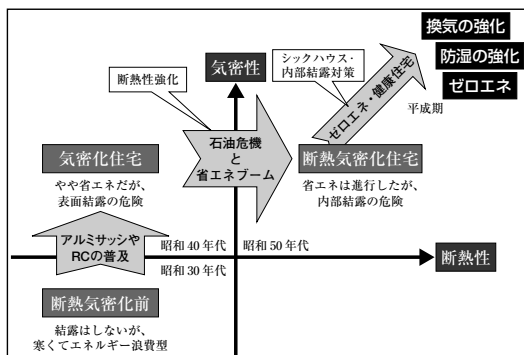 換気の強化
防湿の強化
ゼロエネ
シックハウス・
内部結露対策
断熱性強化
気密性
ゼロエネ・健康住宅
平成期
石油危機
と
省エネブーム
気密化住宅
やや省エネだが、
表面結露の危険
断熱気密化住宅
省エネは進行したが、
内部結露の危険
アルミサッシや
RCの普及
昭和40年代
昭和50年代
昭和30年代
断熱性
断熱気密化前
結露はしないが、
寒くてエネルギー浪費型